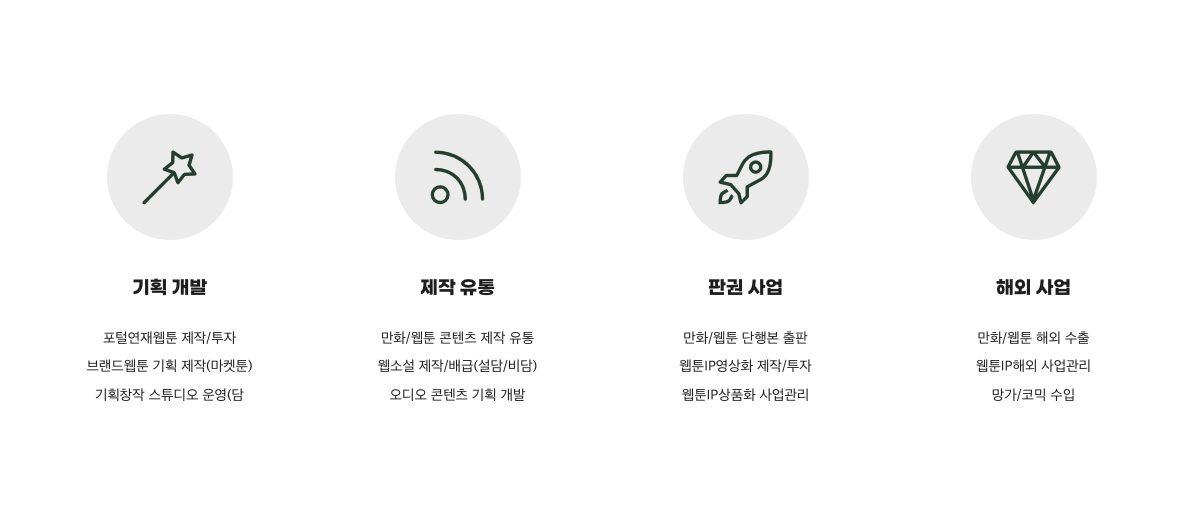 기획 개발
포털연재웹툰 제작/투자
브랜드웹툰 기획 제작(마켓툰)
기획창작 스튜디오 운영(담
제작 유통
만화/웹툰 콘텐츠 제작 유통
웹소설 제작/배급(설담/비담)
오디오 콘텐츠 기획 개발
판권 사업
만화/웹툰 단행본 출판
웹툰IP영상화 제작/투자
웹툰IP상품화 사업관리
해외 사업
만화/웹툰 해외 수출
웹툰IP해외 사업관리
망가/코믹 수입